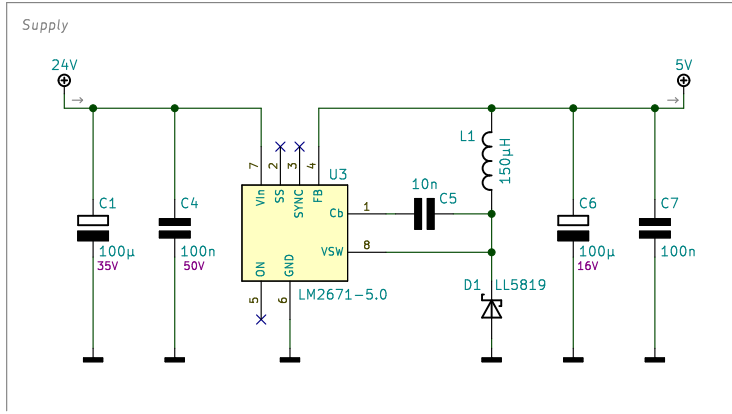 Supply
24V
5V
L1
150µH
7
2
3
4
U3
VIn
SS
SYNC
FB
10n
C5
Cb
1
C1
100µ
35V
C4
100n
50V
C6
100µ
16V
C7
100n
VSW
8
ON
GND
D1
LL5819
5
6
LM2671-5.0